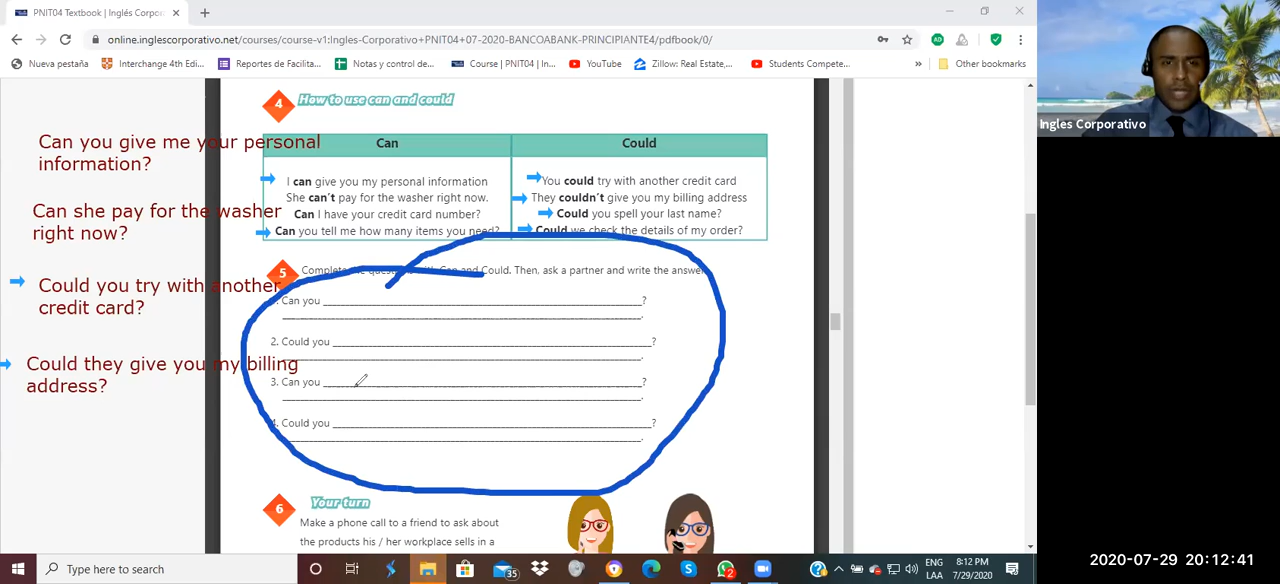 PNIT04 Textbook | Inglés Corpor
online.inglescorporativo.net/courses/course-v1:Ingles-Corporativo+PNIT04+07-2020-BANCOABANK-PRINCIPIANTE4/pdfbook/0/
Nueva pestaña Interchange 4th Edi... Reportes de Facilita... Notas y control de... Course | PNIT04 | In... YouTube Zillow: Real Estate,... Students Compete... » Other bookmarks
Ingles Corporativo
4 How to use can and could
Can Could
I can give you my personal information
She can't pay for the washer right now.
Can I have your credit card number?
Can you tell me how many items you need?
You could try with another credit card
They couldn't give you my billing address
Could you spell your last name?
Could we check the details of my order?
Can you give me your personal
information?
Can she pay for the washer
right now?
Could you try with another
credit card?
Could they give you my billing
address?
5 Complete the questions with Can and Could. Then, ask a partner and write the answer
Can you ?
.
2. Could you ?
.
3. Can you ?
.
4. Could you ?
.
6 Your turn
Make a phone call to a friend to ask about
the products his / her workplace sells in a
Type here to search
35
2
ENG
LAA
8:12 PM
7/29/2020
2020-07-29 20:12:41